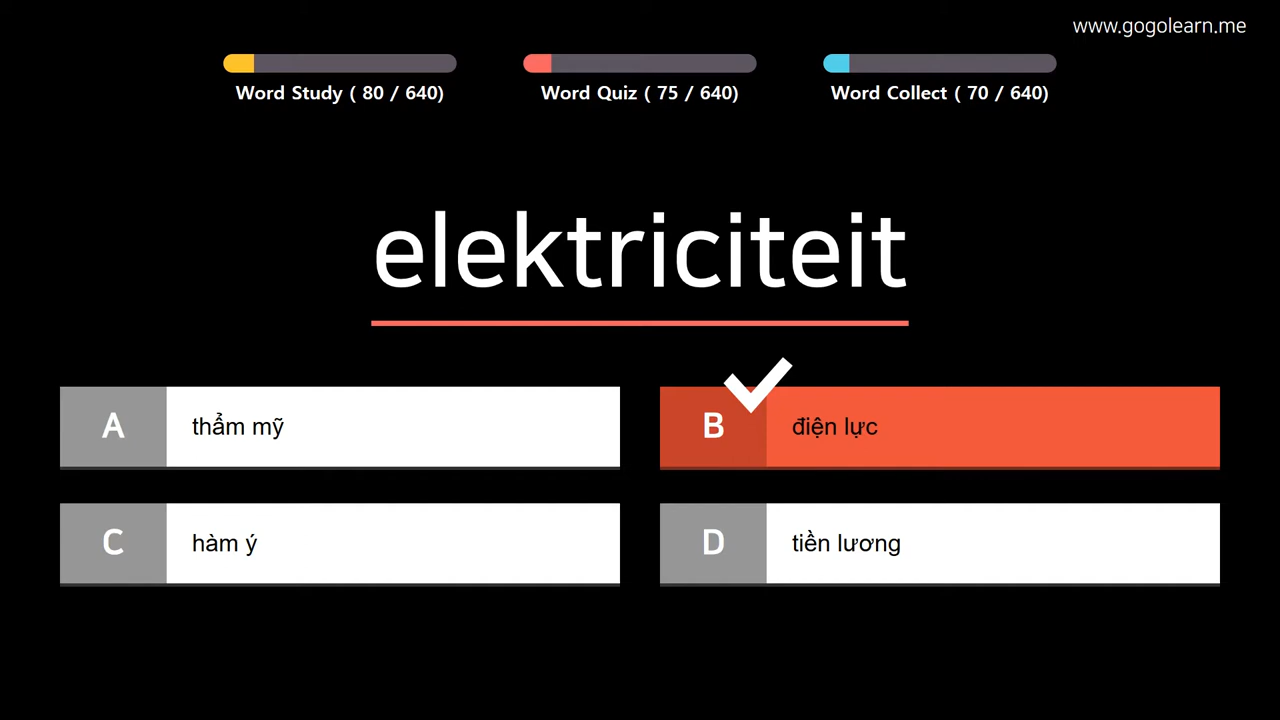 www.gogolearn.me
Word Study ( 80 / 640)
Word Quiz ( 75 / 640)
Word Collect ( 70 / 640)
elektriciteit
A thẩm mỹ
B điện lực
C hàm ý
D tiền lương